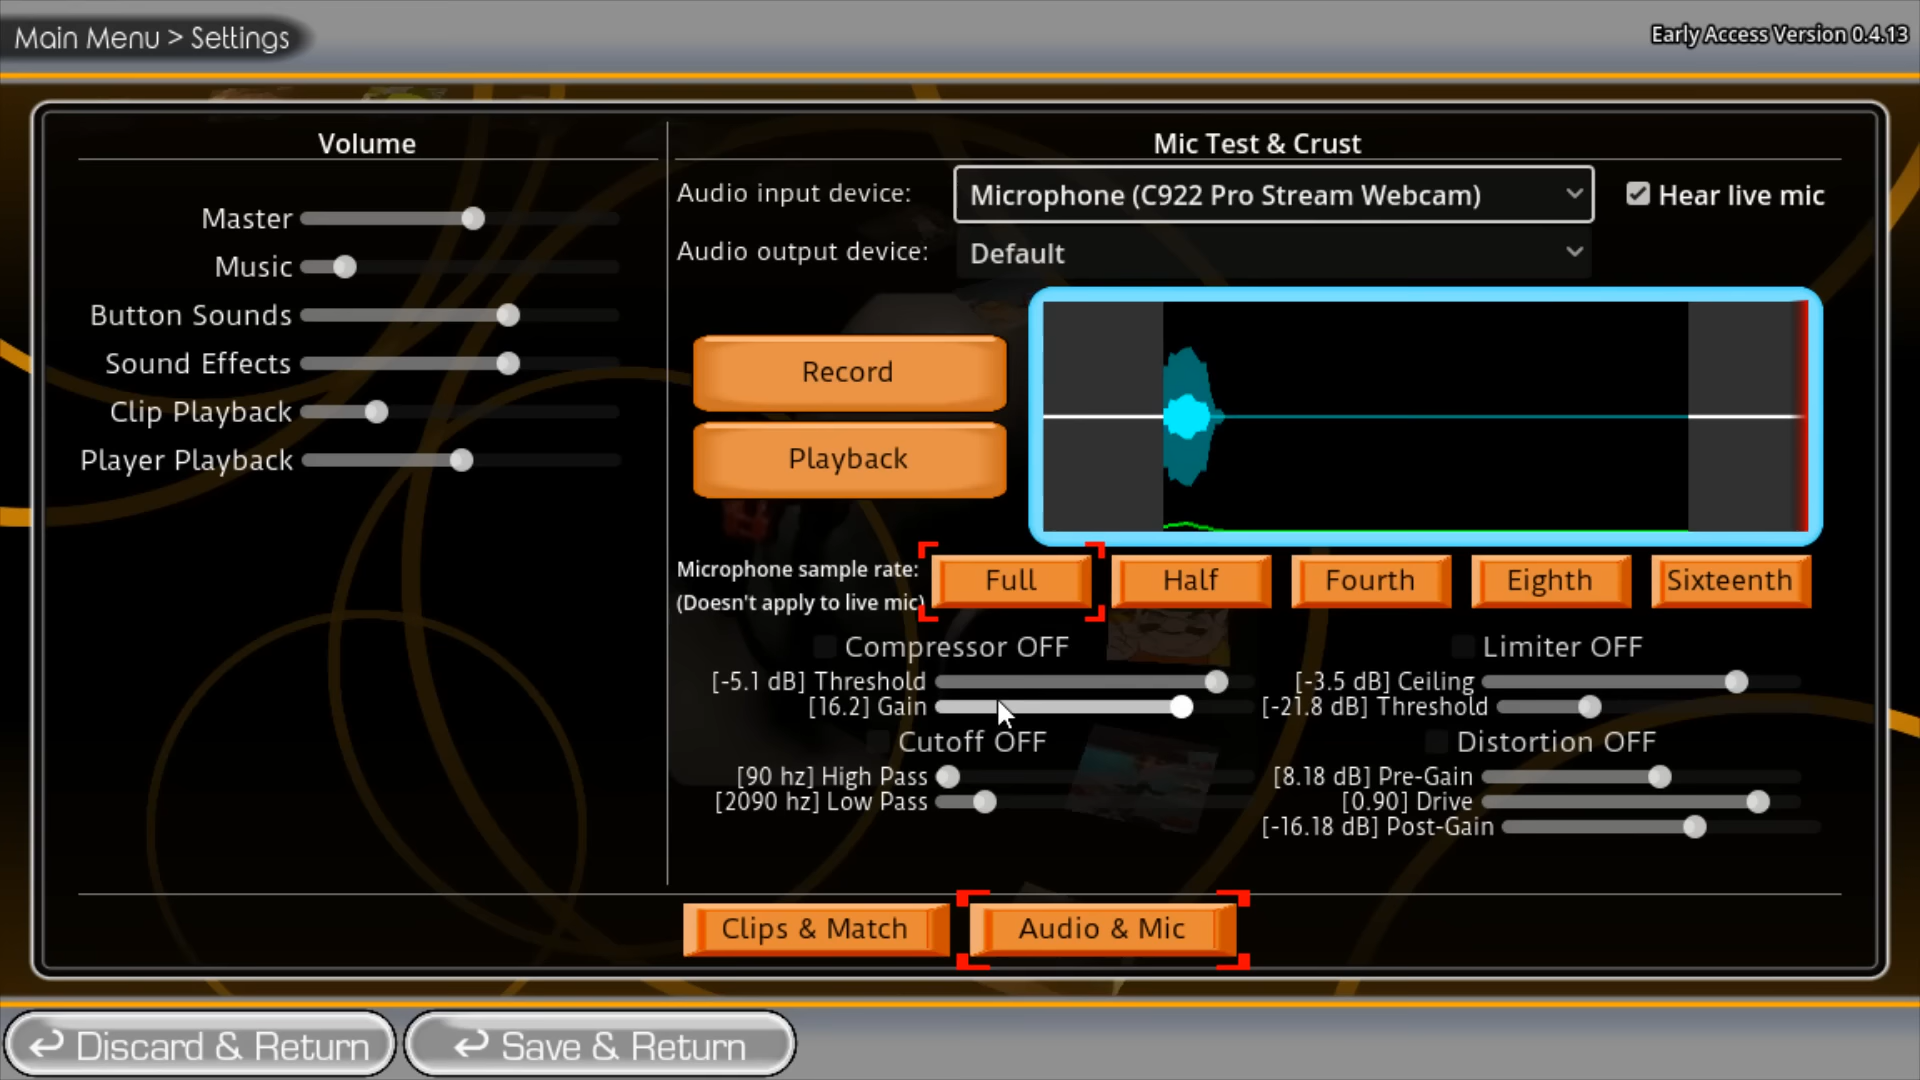 Main Menu > Settings
Early Access Version 0.4.13
Volume
Master
Music
Button Sounds
Sound Effects
Clip Playback
Player Playback
Mic Test & Crust
Audio input device:
Microphone (C922 Pro Stream Webcam)
Hear live mic
Audio output device:
Default
Record
Playback
Microphone sample rate:
(Doesn't apply to live mic)
Full
Half
Fourth
Eighth
Sixteenth
Compressor OFF
[-5.1 dB] Threshold
[16.2] Gain
Limiter OFF
[-3.5 dB] Ceiling
[-21.8 dB] Threshold
Cutoff OFF
[90 hz] High Pass
[2090 hz] Low Pass
Distortion OFF
[8.18 dB] Pre-Gain
[0.90] Drive
[-16.18 dB] Post-Gain
Clips & Match
Audio & Mic
Discard & Return
Save & Return